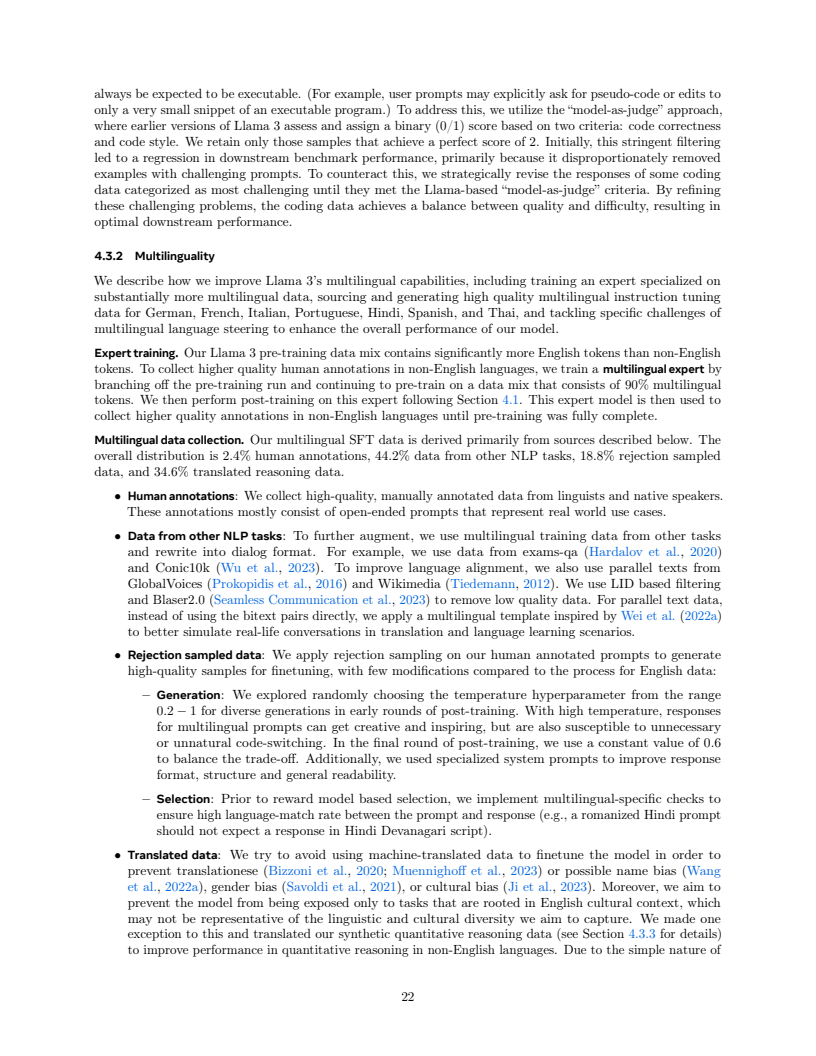 always be expected to be executable. (For example, user prompts may explicitly ask for pseudo-code or edits to
only a very small snippet of an executable program.) To address this, we utilize the “model-as-judge” approach,
where earlier versions of Llama 3 assess and assign a binary (0/1) score based on two criteria: code correctness
and code style. We retain only those samples that achieve a perfect score of 2. Initially, this stringent filtering
led to a regression in downstream benchmark performance, primarily because it disproportionately removed
examples with challenging prompts. To counteract this, we strategically revise the responses of some coding
data categorized as most challenging until they met the Llama-based “model-as-judge” criteria. By refining
these challenging problems, the coding data achieves a balance between quality and difficulty, resulting in
optimal downstream performance.
4.3.2 Multilinguality
We describe how we improve Llama 3’s multilingual capabilities, including training an expert specialized on
substantially more multilingual data, sourcing and generating high quality multilingual instruction tuning
data for German, French, Italian, Portuguese, Hindi, Spanish, and Thai, and tackling specific challenges of
multilingual language steering to enhance the overall performance of our model.
Expert training. Our Llama 3 pre-training data mix contains significantly more English tokens than non-English
tokens. To collect higher quality human annotations in non-English languages, we train a multilingual expert by
branching off the pre-training run and continuing to pre-train on a data mix that consists of 90% multilingual
tokens. We then perform post-training on this expert following Section 4.1. This expert model is then used to
collect higher quality annotations in non-English languages until pre-training was fully complete.
Multilingual data collection. Our multilingual SFT data is derived primarily from sources described below. The
overall distribution is 2.4% human annotations, 44.2% data from other NLP tasks, 18.8% rejection sampled
data, and 34.6% translated reasoning data.
• Human annotations: We collect high-quality, manually annotated data from linguists and native speakers.
These annotations mostly consist of open-ended prompts that represent real world use cases.
• Data from other NLP tasks: To further augment, we use multilingual training data from other tasks
and rewrite into dialog format. For example, we use data from exams-qa (Hardalov et al., 2020)
and Conic10k (Wu et al., 2023). To improve language alignment, we also use parallel texts from
GlobalVoices (Prokopidis et al., 2016) and Wikimedia (Tiedemann, 2012). We use LID based filtering
and Blaser2.0 (Seamless Communication et al., 2023) to remove low quality data. For parallel text data,
instead of using the bitext pairs directly, we apply a multilingual template inspired by Wei et al. (2022a)
to better simulate real-life conversations in translation and language learning scenarios.
• Rejection sampled data: We apply rejection sampling on our human annotated prompts to generate
high-quality samples for finetuning, with few modifications compared to the process for English data:
– Generation: We explored randomly choosing the temperature hyperparameter from the range
0.2 − 1 for diverse generations in early rounds of post-training. With high temperature, responses
for multilingual prompts can get creative and inspiring, but are also susceptible to unnecessary
or unnatural code-switching. In the final round of post-training, we use a constant value of 0.6
to balance the trade-off. Additionally, we used specialized system prompts to improve response
format, structure and general readability.
– Selection: Prior to reward model based selection, we implement multilingual-specific checks to
ensure high language-match rate between the prompt and response (e.g., a romanized Hindi prompt
should not expect a response in Hindi Devanagari script).
• Translated data: We try to avoid using machine-translated data to finetune the model in order to
prevent translationese (Bizzoni et al., 2020; Muennighoff et al., 2023) or possible name bias (Wang
et al., 2022a), gender bias (Savoldi et al., 2021), or cultural bias (Ji et al., 2023). Moreover, we aim to
prevent the model from being exposed only to tasks that are rooted in English cultural context, which
may not be representative of the linguistic and cultural diversity we aim to capture. We made one
exception to this and translated our synthetic quantitative reasoning data (see Section 4.3.3 for details)
to improve performance in quantitative reasoning in non-English languages. Due to the simple nature of
22